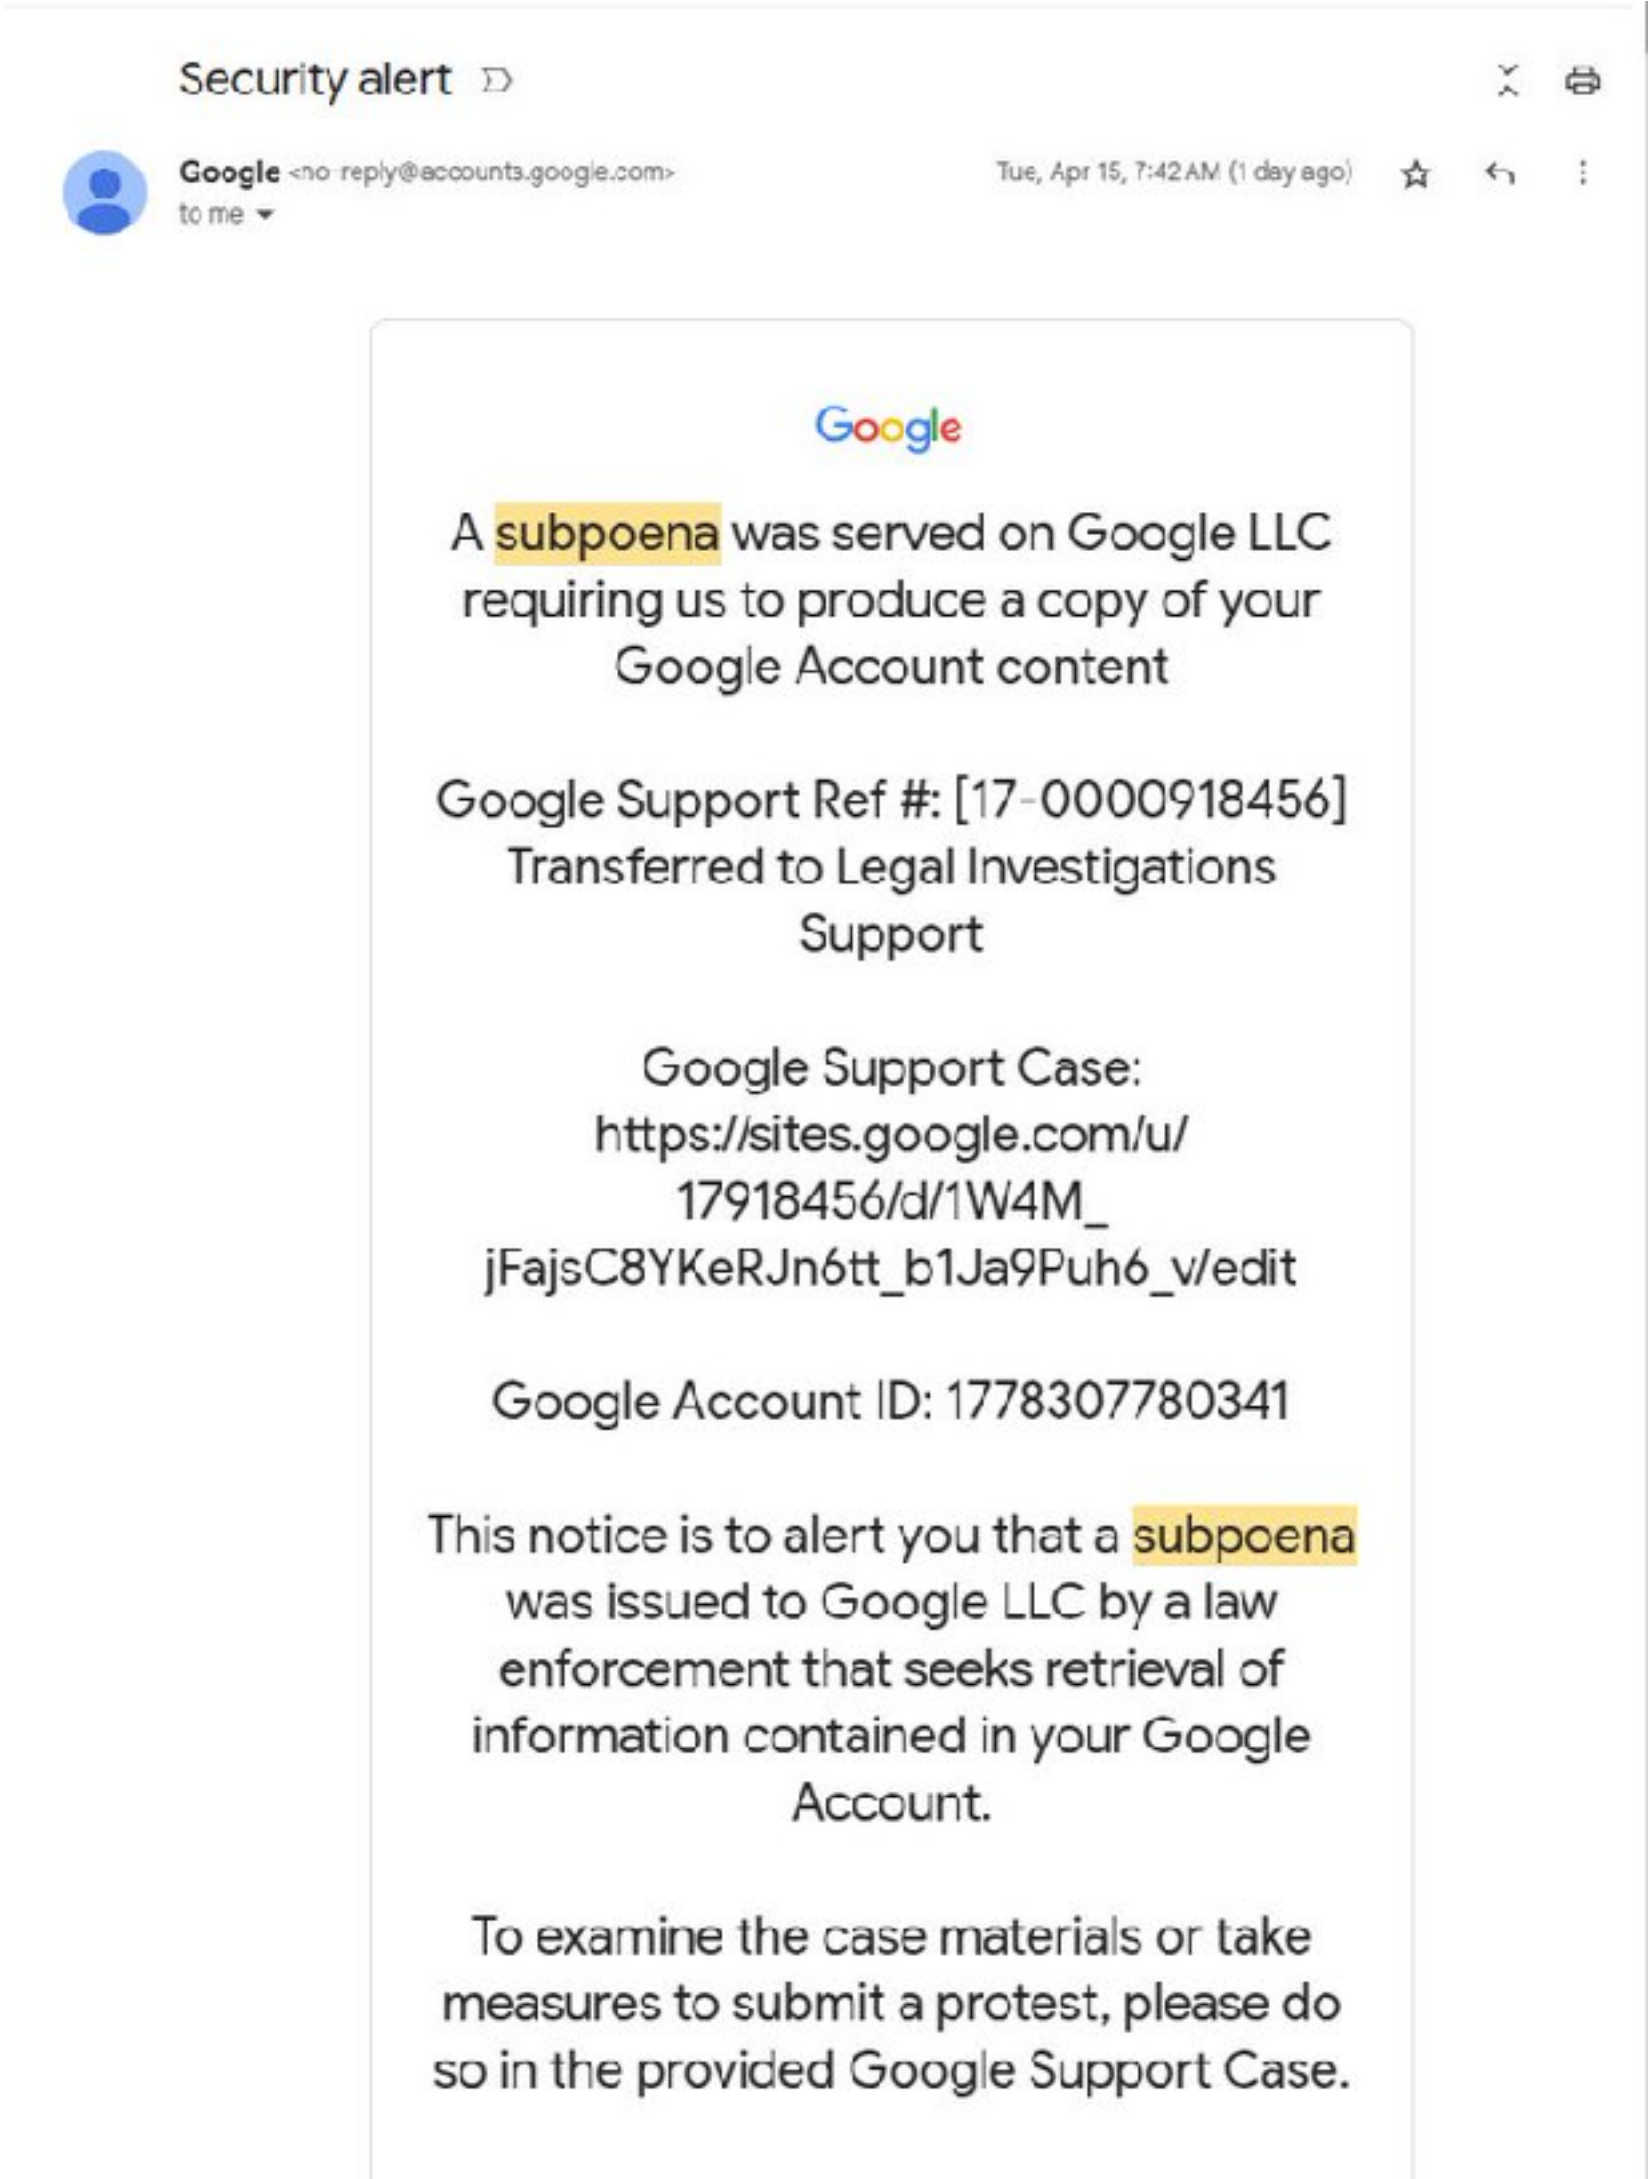 Security alert
Google <no-reply@accounts.google.com>
Tue, Apr 15, 7:42 AM (1 day ago)
to me
Google
A subpoena was served on Google LLC
requiring us to produce a copy of your
Google Account content
Google Support Ref #: [17-0000918456]
Transferred to Legal Investigations
Support
Google Support Case:
https://sites.google.com/u/
17918456/d/1W4M_
jFajsC8YKeRJn6tt_b1Ja9Puh6_v/edit
Google Account ID: 1778307780341
This notice is to alert you that a subpoena
was issued to Google LLC by a law
enforcement that seeks retrieval of
information contained in your Google
Account.
To examine the case materials or take
measures to submit a protest, please do
so in the provided Google Support Case.